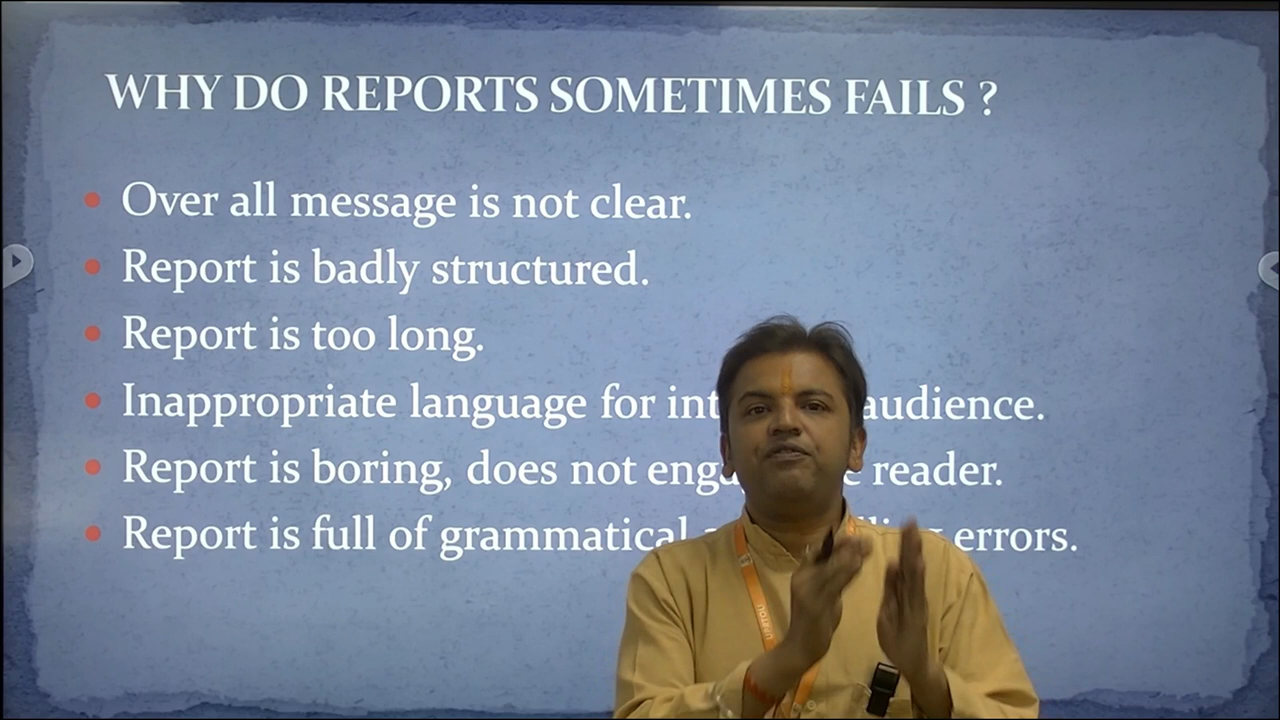 WHY DO REPORTS SOMETIMES FAILS ?
Over all message is not clear.
Report is badly structured.
Report is too long.
Inappropriate language for audience.
Report is boring, does not reader.
Report is full of grammatical errors.